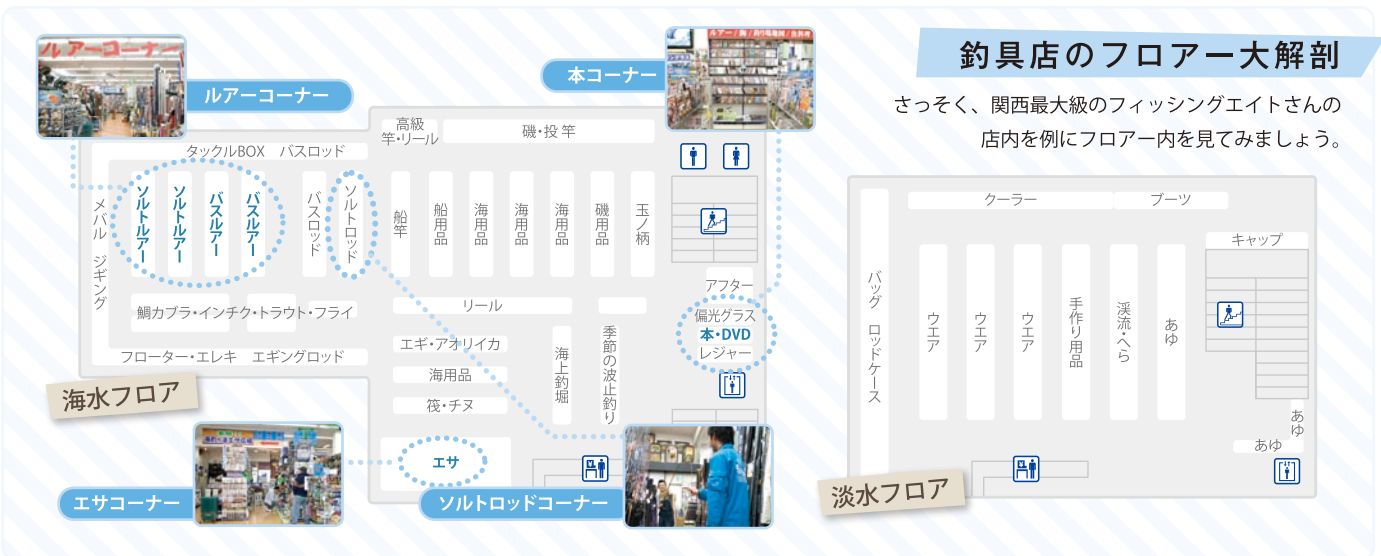 釣具店のフロアー大解剖
さっそく、関西最大級のフィッシングエイトさんの
店内を例にフロアー内を見てみましょう。
ルアーコーナー
ルアーコーナー
本コーナー
高級
竿・リール
磯・投 竿
タックルBOX バスロッド
メバル ジギング
ソルトルアー
ソルトルアー
バスルアー
バスルアー
バスロッド
ソルトロッド
船竿
船用品
海用品
海用品
海用品
磯用品
玉ノ柄
鯛カブラ・インチク・トラウト・フライ
フローター・エレキ エギングロッド
リール
エギ・アオリイカ
海用品
筏・チヌ
海上釣堀
季節の波止釣り
アフター
偏光グラス
本・DVD
レジャー
エサ
海水フロア
エサコーナー
ソルトロッドコーナー
クーラー
ブーツ
キャップ
バッグ ロッドケース
ウエア
ウエア
ウエア
手作り用品
渓流・へら
あゆ
あゆ
あゆ
淡水フロア